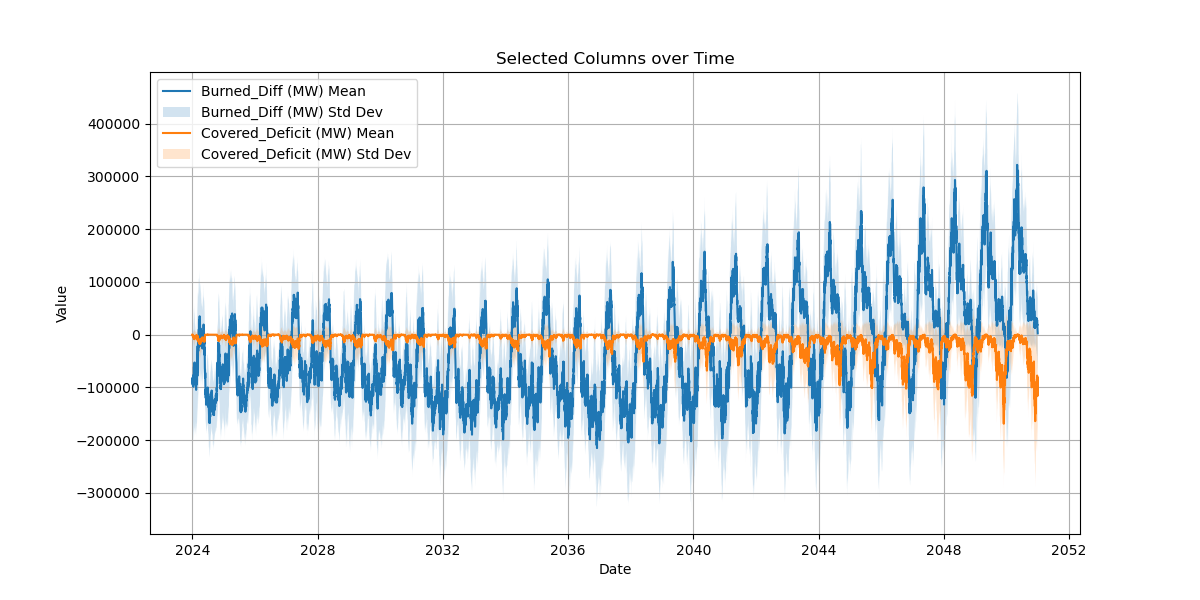 Selected Columns over Time
Burned_Diff (MW) Mean
Burned_Diff (MW) Std Dev
Covered_Deficit (MW) Mean
Covered_Deficit (MW) Std Dev
400000
300000
200000
100000
0
−100000
−200000
−300000
Value
2024 2028 2032 2036 2040 2044 2048 2052
Date